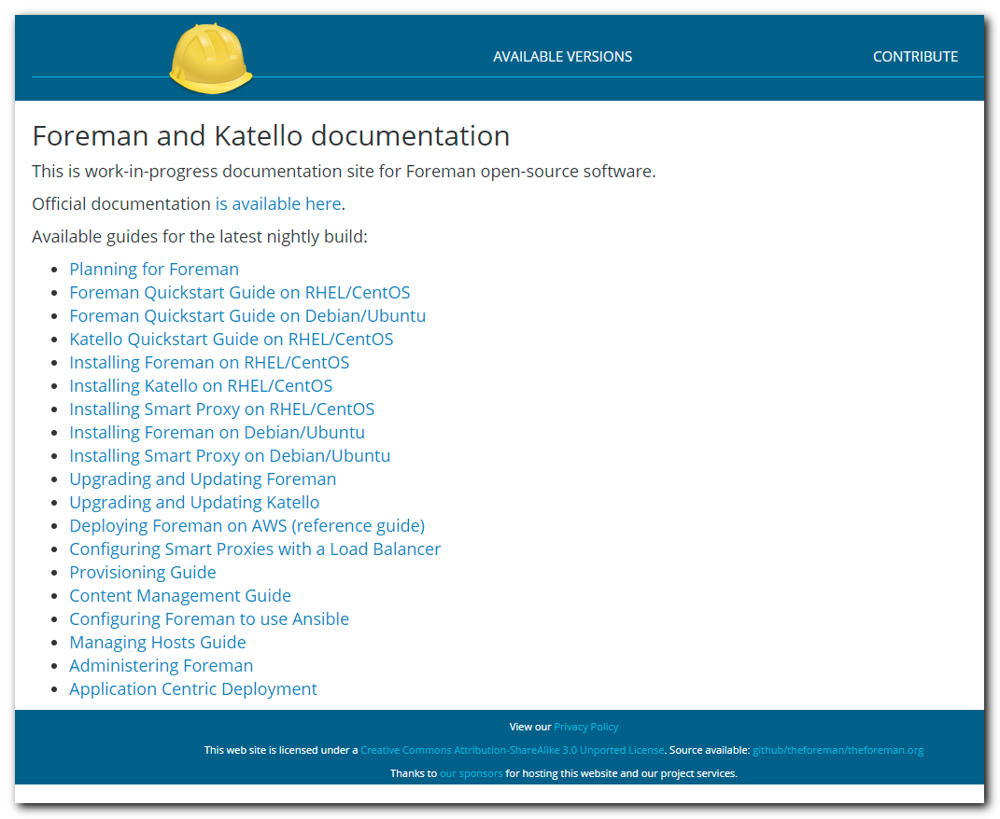 AVAILABLE VERSIONS
CONTRIBUTE
Foreman and Katello documentation
This is work-in-progress documentation site for Foreman open-source software.
Official documentation is available here.
Available guides for the latest nightly build:
Planning for Foreman
Foreman Quickstart Guide on RHEL/CentOS
Foreman Quickstart Guide on Debian/Ubuntu
Katello Quickstart Guide on RHEL/CentOS
Installing Foreman on RHEL/CentOS
Installing Katello on RHEL/CentOS
Installing Smart Proxy on RHEL/CentOS
Installing Foreman on Debian/Ubuntu
Installing Smart Proxy on Debian/Ubuntu
Upgrading and Updating Foreman
Upgrading and Updating Katello
Deploying Foreman on AWS (reference guide)
Configuring Smart Proxies with a Load Balancer
Provisioning Guide
Content Management Guide
Configuring Foreman to use Ansible
Managing Hosts Guide
Administering Foreman
Application Centric Deployment
View our Privacy Policy
This web site is licensed under a Creative Commons Attribution-ShareAlike 3.0 Unported License. Source available: github/theforeman/theforeman.org
Thanks to our sponsors for hosting this website and our project services.